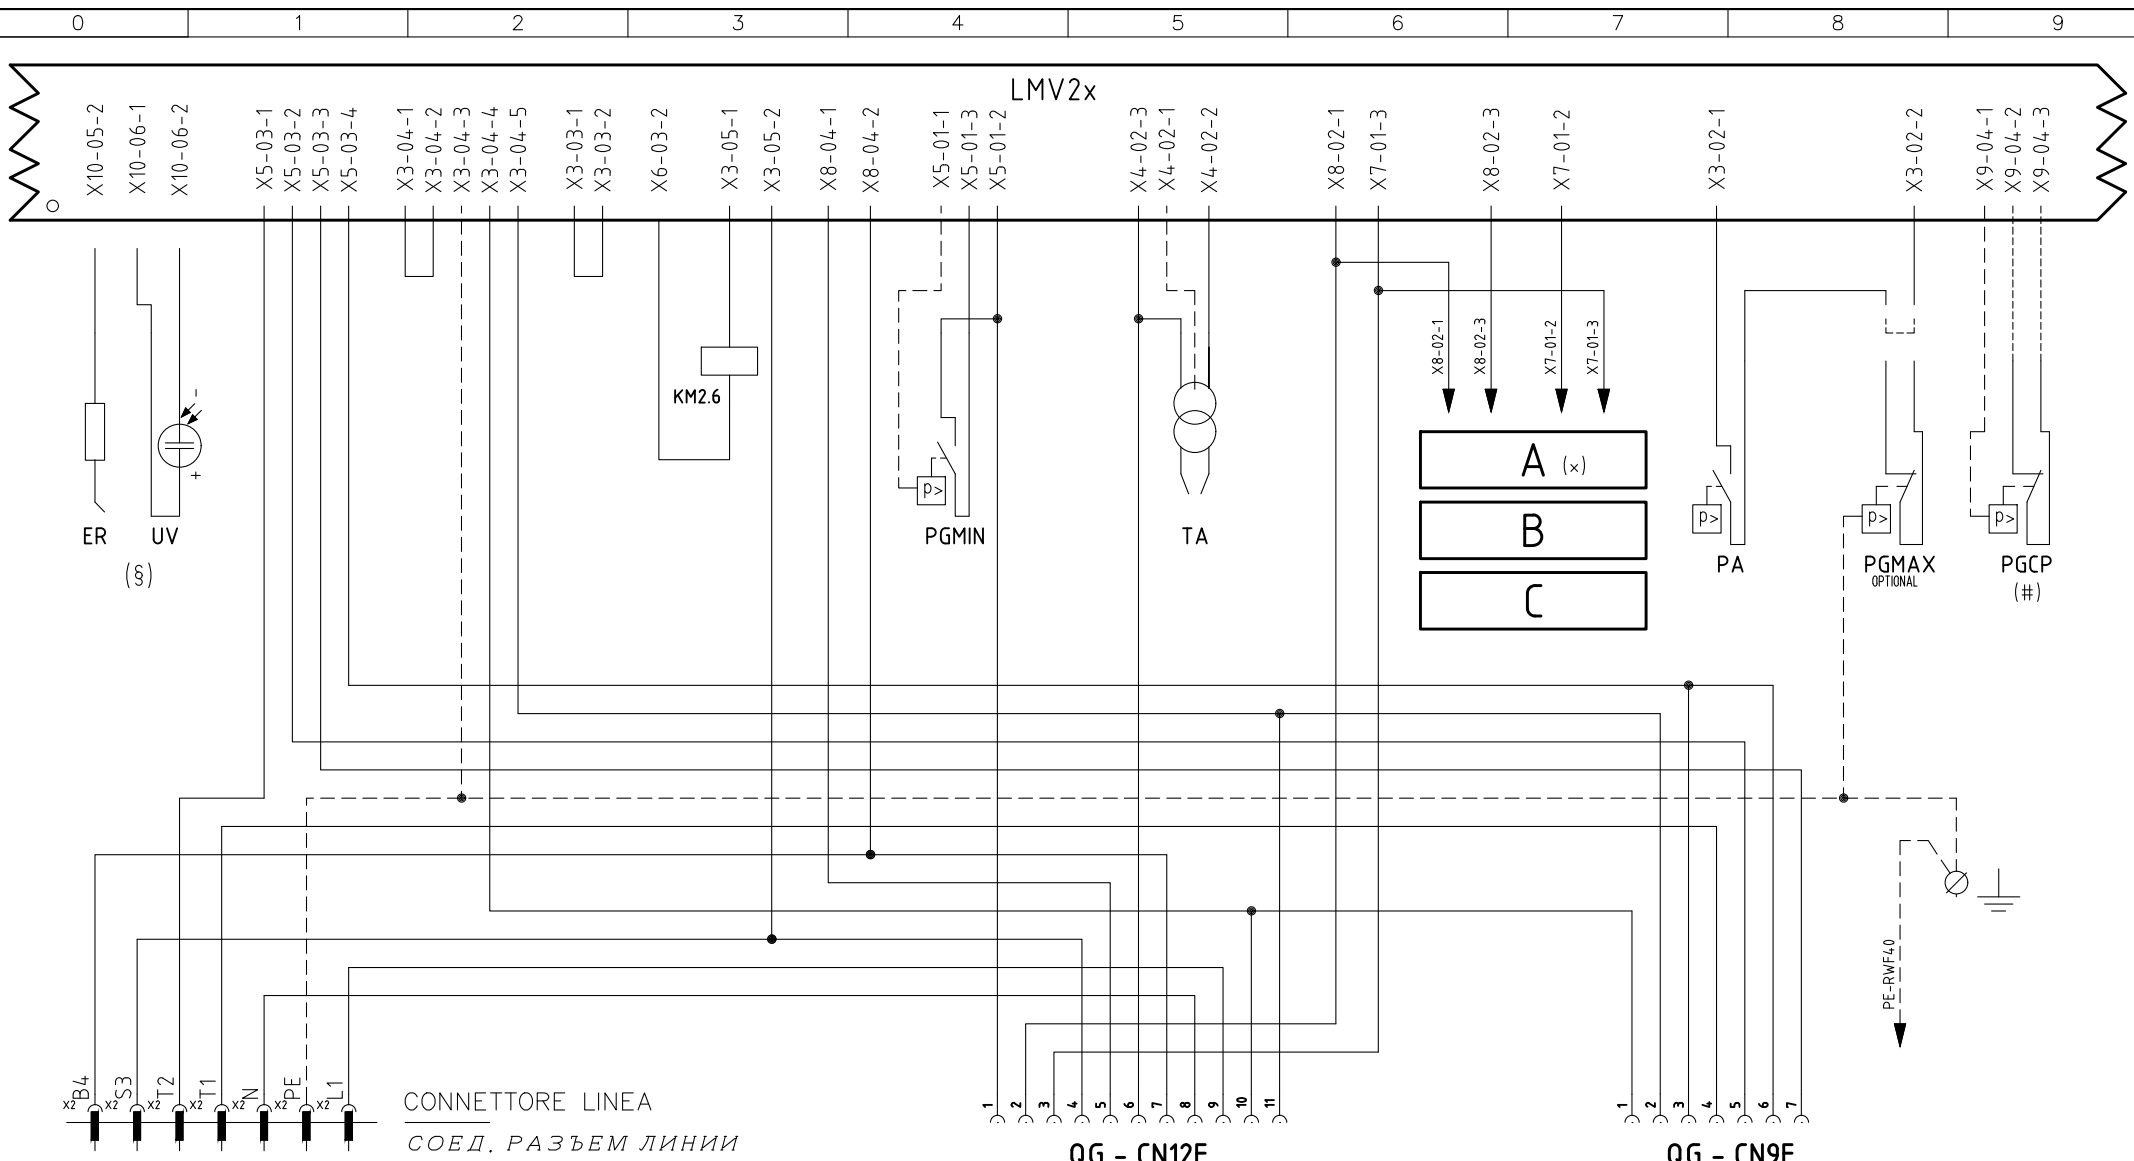 0 1 2 3 4 5 6 7 8 9
LMV2x
X10-05-2
X10-06-1
X10-06-2
X5-03-1
X5-03-2
X5-03-3
X5-03-4
X3-04-1
X3-04-2
X3-04-3
X3-04-4
X3-04-5
X3-03-1
X3-03-2
X6-03-2
X3-05-1
X3-05-2
X8-04-1
X8-04-2
X5-01-1
X5-01-3
X5-01-2
X4-02-3
X4-02-1
X4-02-2
X8-02-1
X7-01-3
X8-02-3
X7-01-2
X3-02-1
X3-02-2
X9-04-1
X9-04-2
X9-04-3
X8-02-1
X8-02-3
X7-01-2
X7-01-3
KM2.6
-
+
A (x)
B
C
p>
p>
p>
p>
ER
UV
(§)
PGMIN
TA
PA
PGMAX
OPTIONAL
PGCP
(#)
PE-RWF40
X2 B4
X2 S3
X2 T2
X2 T1
X2 N
X2 PE
X2 L1
CONNETTORE LINEA
СОЕД. РАЗЪЕМ ЛИНИИ
1 2 3 4 5 6 7 8 9 10 11
QG - CN12F
1 2 3 4 5 6 7
QG - CN9F